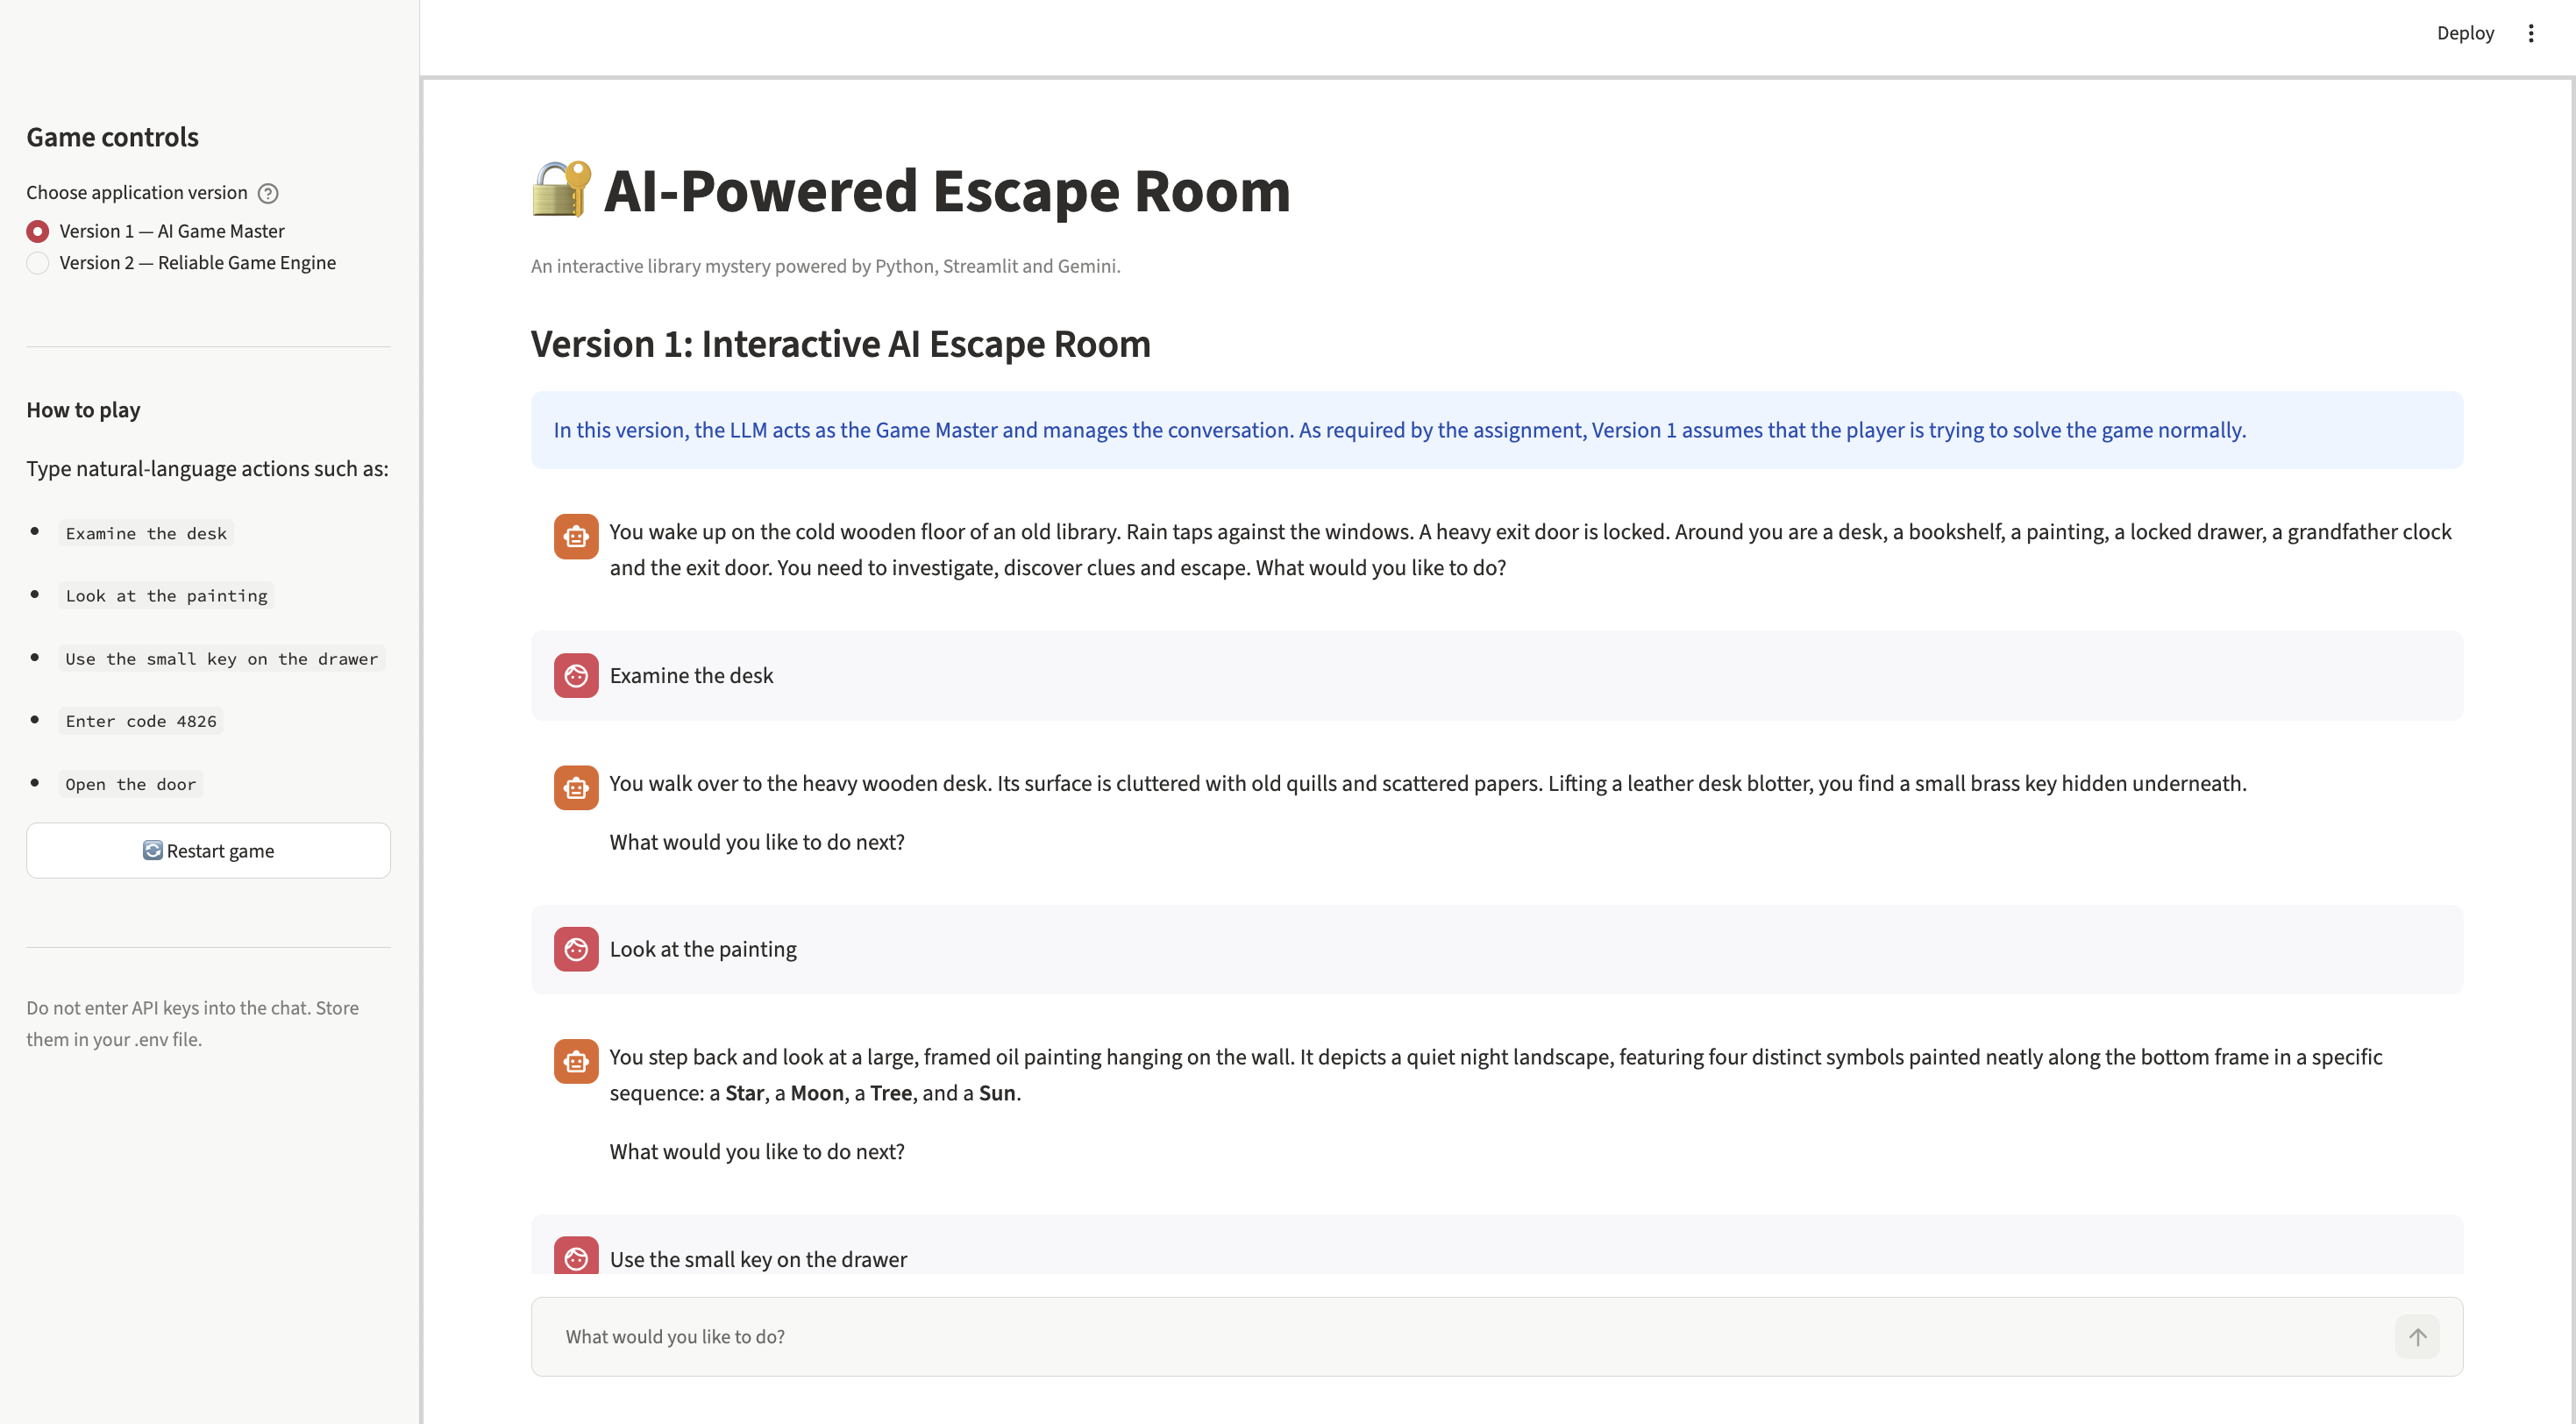 Deploy
Game controls
Choose application version
Version 1 — AI Game Master
Version 2 — Reliable Game Engine
How to play
Type natural-language actions such as:
Examine the desk
Look at the painting
Use the small key on the drawer
Enter code 4826
Open the door
Restart game
Do not enter API keys into the chat. Store
them in your .env file.
AI-Powered Escape Room
An interactive library mystery powered by Python, Streamlit and Gemini.
Version 1: Interactive AI Escape Room
In this version, the LLM acts as the Game Master and manages the conversation. As required by the assignment, Version 1 assumes that the player is trying to solve the game normally.
You wake up on the cold wooden floor of an old library. Rain taps against the windows. A heavy exit door is locked. Around you are a desk, a bookshelf, a painting, a locked drawer, a grandfather clock
and the exit door. You need to investigate, discover clues and escape. What would you like to do?
Examine the desk
You walk over to the heavy wooden desk. Its surface is cluttered with old quills and scattered papers. Lifting a leather desk blotter, you find a small brass key hidden underneath.
What would you like to do next?
Look at the painting
You step back and look at a large, framed oil painting hanging on the wall. It depicts a quiet night landscape, featuring four distinct symbols painted neatly along the bottom frame in a specific
sequence: a Star, a Moon, a Tree, and a Sun.
What would you like to do next?
Use the small key on the drawer
What would you like to do?